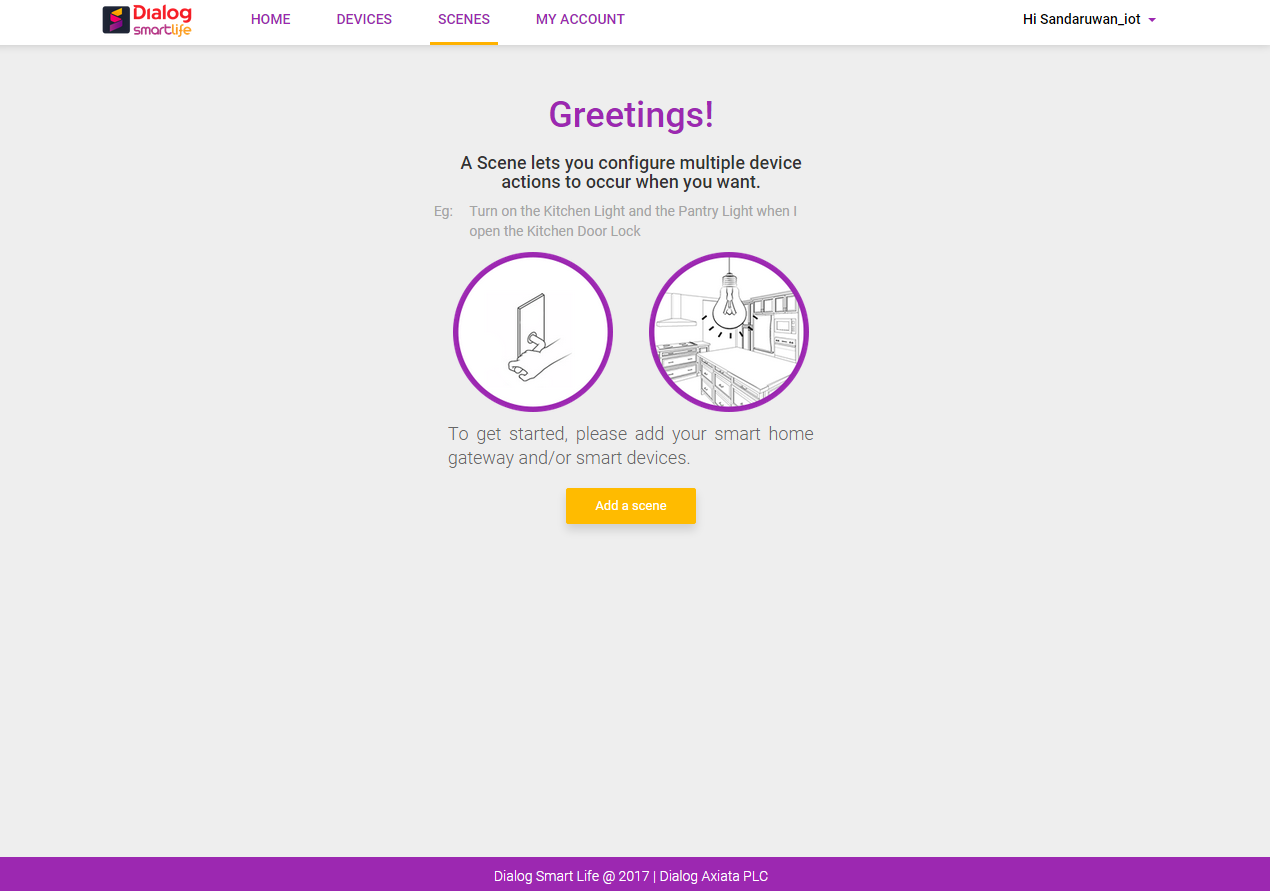 Dialog
smartlife
HOME DEVICES SCENES MY ACCOUNT Hi Sandaruwan_iot
Greetings!
A Scene lets you configure multiple device
actions to occur when you want.
Eg: Turn on the Kitchen Light and the Pantry Light when I
open the Kitchen Door Lock
To get started, please add your smart home
gateway and/or smart devices.
Add a scene
Dialog Smart Life @ 2017 | Dialog Axiata PLC